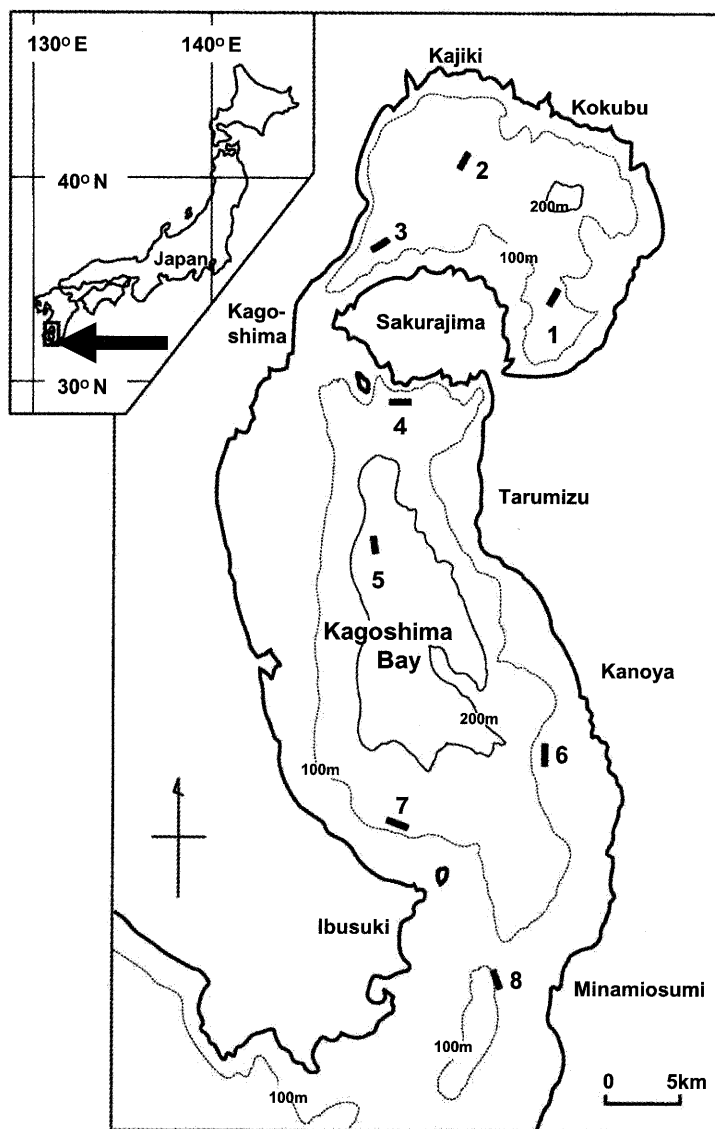 130° E
140° E
40° N
Japan
30° N
Kajiki
Kokubu
2
200m
3
100m
1
Kago-
shima
Sakurajima
4
Tarumizu
5
Kagoshima
Bay
Kanoya
200m
6
100m
7
Ibusuki
8
Minamiosumi
100m
100m
0 5km